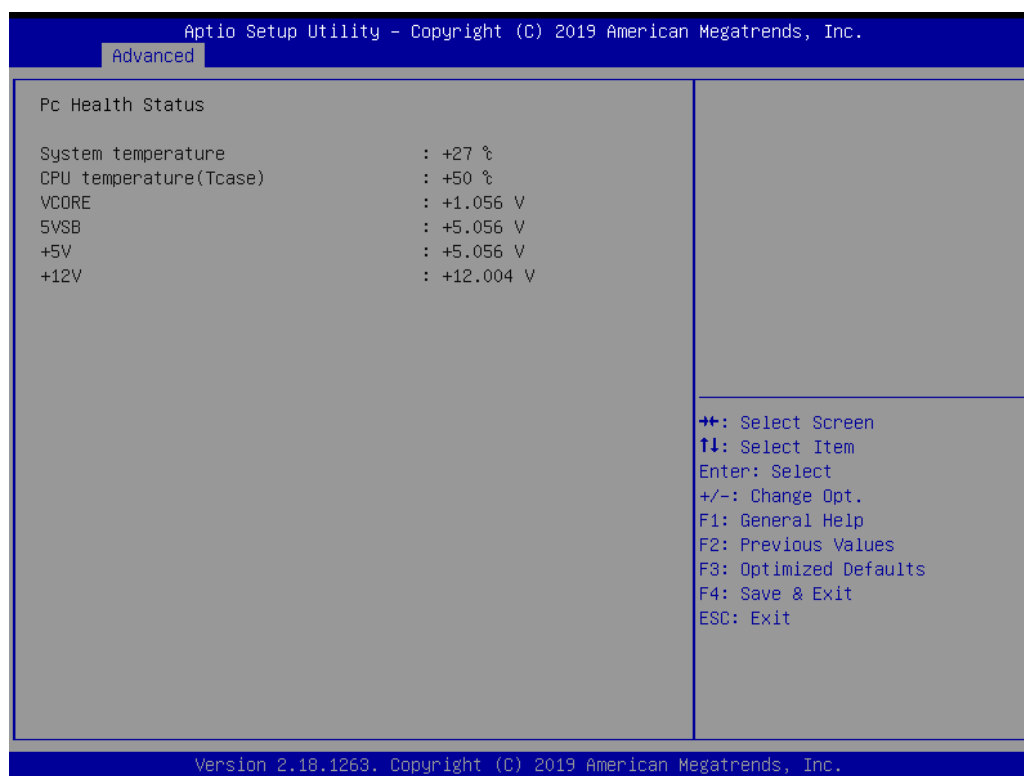 Aptio Setup Utility – Copyright (C) 2019 American Megatrends, Inc.
Advanced
Pc Health Status
System temperature : +27 ℃
CPU temperature(Tcase) : +50 ℃
VCORE : +1.056 V
5VSB : +5.056 V
+5V : +5.056 V
+12V : +12.004 V
→←: Select Screen
↑↓: Select Item
Enter: Select
+/-: Change Opt.
F1: General Help
F2: Previous Values
F3: Optimized Defaults
F4: Save & Exit
ESC: Exit
Version 2.18.1263. Copyright (C) 2019 American Megatrends, Inc.